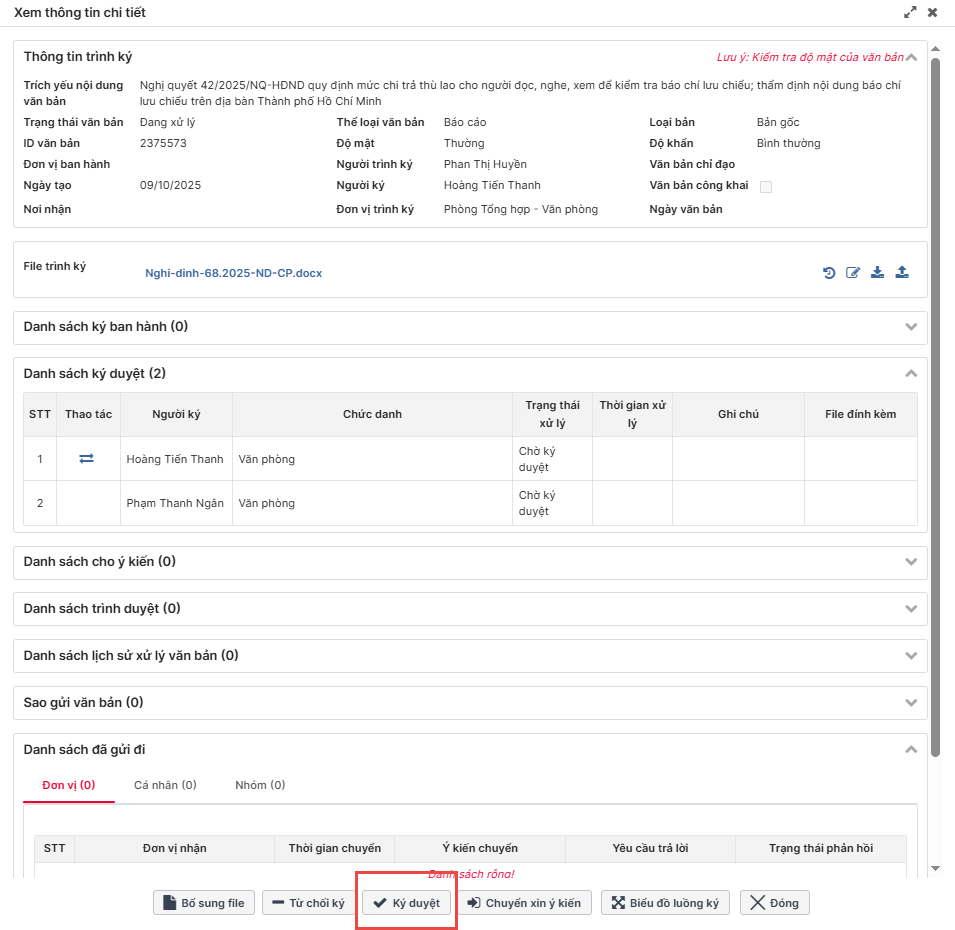 Xem thông tin chi tiết
Thông tin trình ký
Lưu ý: Kiểm tra độ mật của văn bản
Trích yếu nội dung văn bản
Nghị quyết 42/2025/NQ-HĐND quy định mức chi trả thù lao cho người đọc, nghe, xem để kiểm tra báo chí lưu chiểu; thẩm định nội dung báo chí
lưu chiểu trên địa bàn Thành phố Hồ Chí Minh
Trạng thái văn bản Đang xử lý Thể loại văn bản Báo cáo Loại bản Bản gốc
ID văn bản 2375573 Độ mật Thường Độ khẩn Bình thường
Đơn vị ban hành Người trình ký Phan Thị Huyền Văn bản chỉ đạo
Ngày tạo 09/10/2025 Người ký Hoàng Tiến Thanh Văn bản công khai
Nơi nhận Đơn vị trình ký Phòng Tổng hợp - Văn phòng Ngày văn bản
File trình ký
Nghi-dinh-68.2025-ND-CP.docx
Danh sách ký ban hành (0)
Danh sách ký duyệt (2)
STT Thao tác Người ký Chức danh Trạng thái xử lý Thời gian xử lý Ghi chú File đính kèm
1 Hoàng Tiến Thanh Văn phòng Chờ ký duyệt
2 Phạm Thanh Ngân Văn phòng Chờ ký duyệt
Danh sách cho ý kiến (0)
Danh sách trình duyệt (0)
Danh sách lịch sử xử lý văn bản (0)
Sao gửi văn bản (0)
Danh sách đã gửi đi
Đơn vị (0) Cá nhân (0) Nhóm (0)
STT Đơn vị nhận Thời gian chuyển Ý kiến chuyển Yêu cầu trả lời Trạng thái phản hồi
Danh sách rỗng!
Bổ sung file Từ chối ký Ký duyệt Chuyển xin ý kiến Biểu đồ luồng ký Đóng